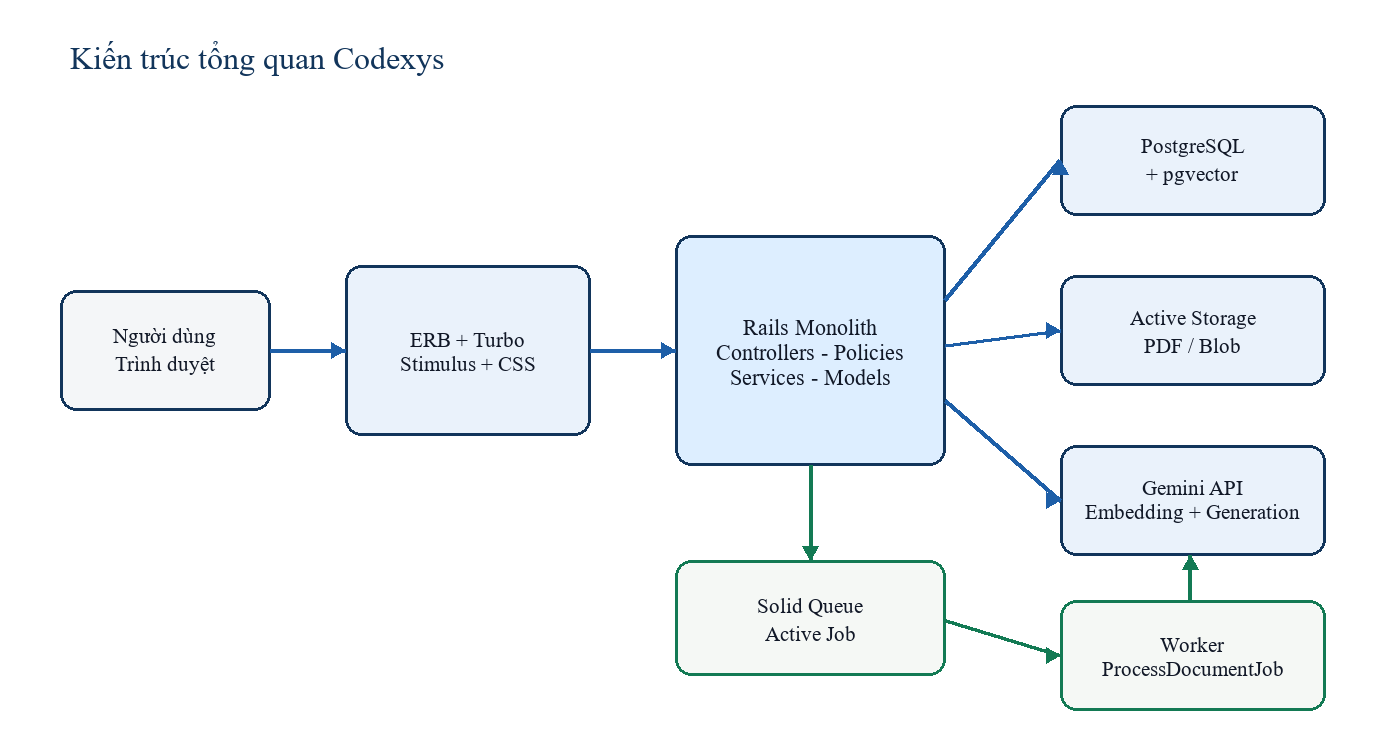 Kiến trúc tổng quan Codexys
Người dùng
Trình duyệt
ERB + Turbo
Stimulus + CSS
Rails Monolith
Controllers - Policies
Services - Models
PostgreSQL
+ pgvector
Active Storage
PDF / Blob
Gemini API
Embedding + Generation
Solid Queue
Active Job
Worker
ProcessDocumentJob